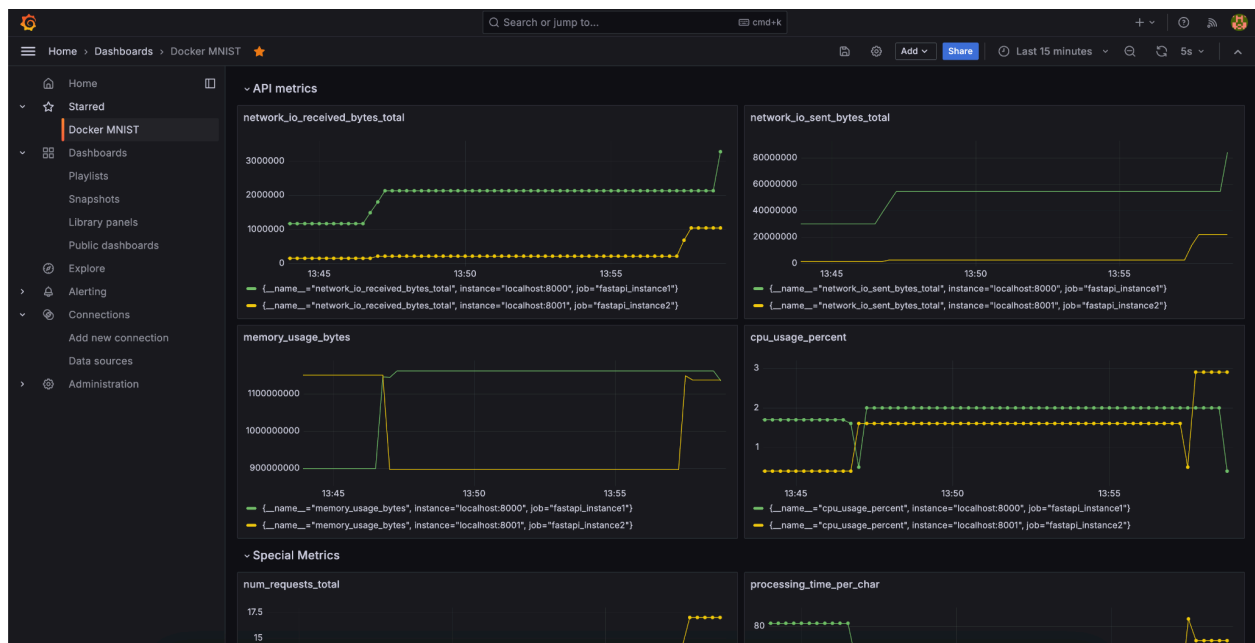 Search or jump to...
cmd+k
Home › Dashboards › Docker MNIST
Add
Share
Last 15 minutes
5s
Home
Starred
Docker MNIST
Dashboards
Playlists
Snapshots
Library panels
Public dashboards
Explore
Alerting
Connections
Add new connection
Data sources
Administration
API metrics
network_io_received_bytes_total
3000000
2000000
1000000
0
13:45 13:50 13:55
{__name__="network_io_received_bytes_total", instance="localhost:8000", job="fastapi_instance1"}
{__name__="network_io_received_bytes_total", instance="localhost:8001", job="fastapi_instance2"}
network_io_sent_bytes_total
80000000
60000000
40000000
20000000
0
13:45 13:50 13:55
{__name__="network_io_sent_bytes_total", instance="localhost:8000", job="fastapi_instance1"}
{__name__="network_io_sent_bytes_total", instance="localhost:8001", job="fastapi_instance2"}
memory_usage_bytes
1100000000
1000000000
900000000
13:45 13:50 13:55
{__name__="memory_usage_bytes", instance="localhost:8000", job="fastapi_instance1"}
{__name__="memory_usage_bytes", instance="localhost:8001", job="fastapi_instance2"}
cpu_usage_percent
3
2
1
13:45 13:50 13:55
{__name__="cpu_usage_percent", instance="localhost:8000", job="fastapi_instance1"}
{__name__="cpu_usage_percent", instance="localhost:8001", job="fastapi_instance2"}
Special Metrics
num_requests_total
17.5
15
processing_time_per_char
80